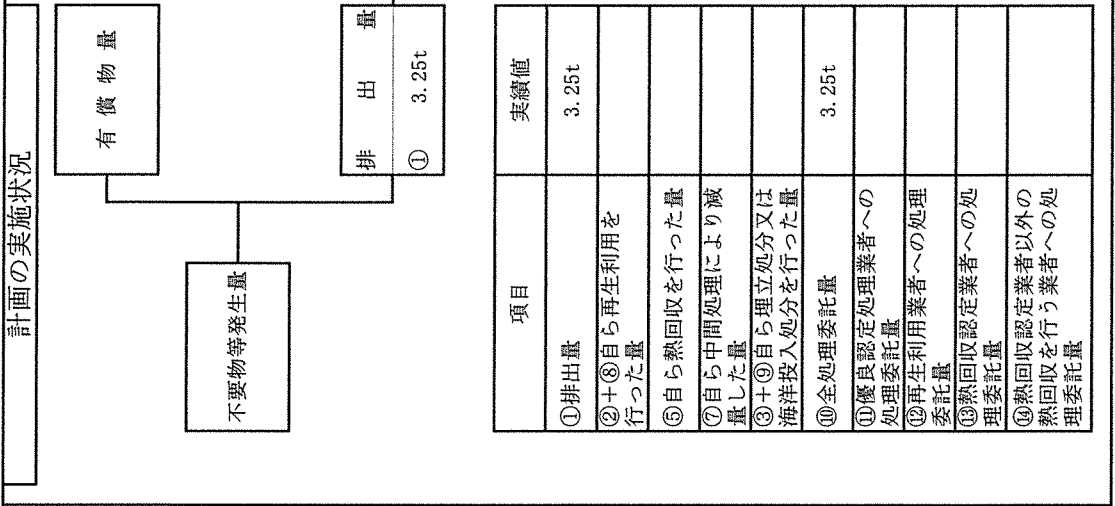 計画の実施状況
有償物量
不要物等発生量
排出量
① 3.25t
項目 実績値
①排出量 3.25t
②+⑧自ら再生利用を
行った量
⑤自ら熱回収を行った量
⑦自ら中間処理により減
量した量
③+⑨自ら埋立処分又は
海洋投入処分を行った量
⑩全処理委託量 3.25t
⑪優良認定処理業者への
処理委託量
⑫再生利用業者への処理
委託量
⑬熱回収認定業者への処
理委託量
⑭熱回収認定業者以外の
熱回収を行う業者への処
理委託量